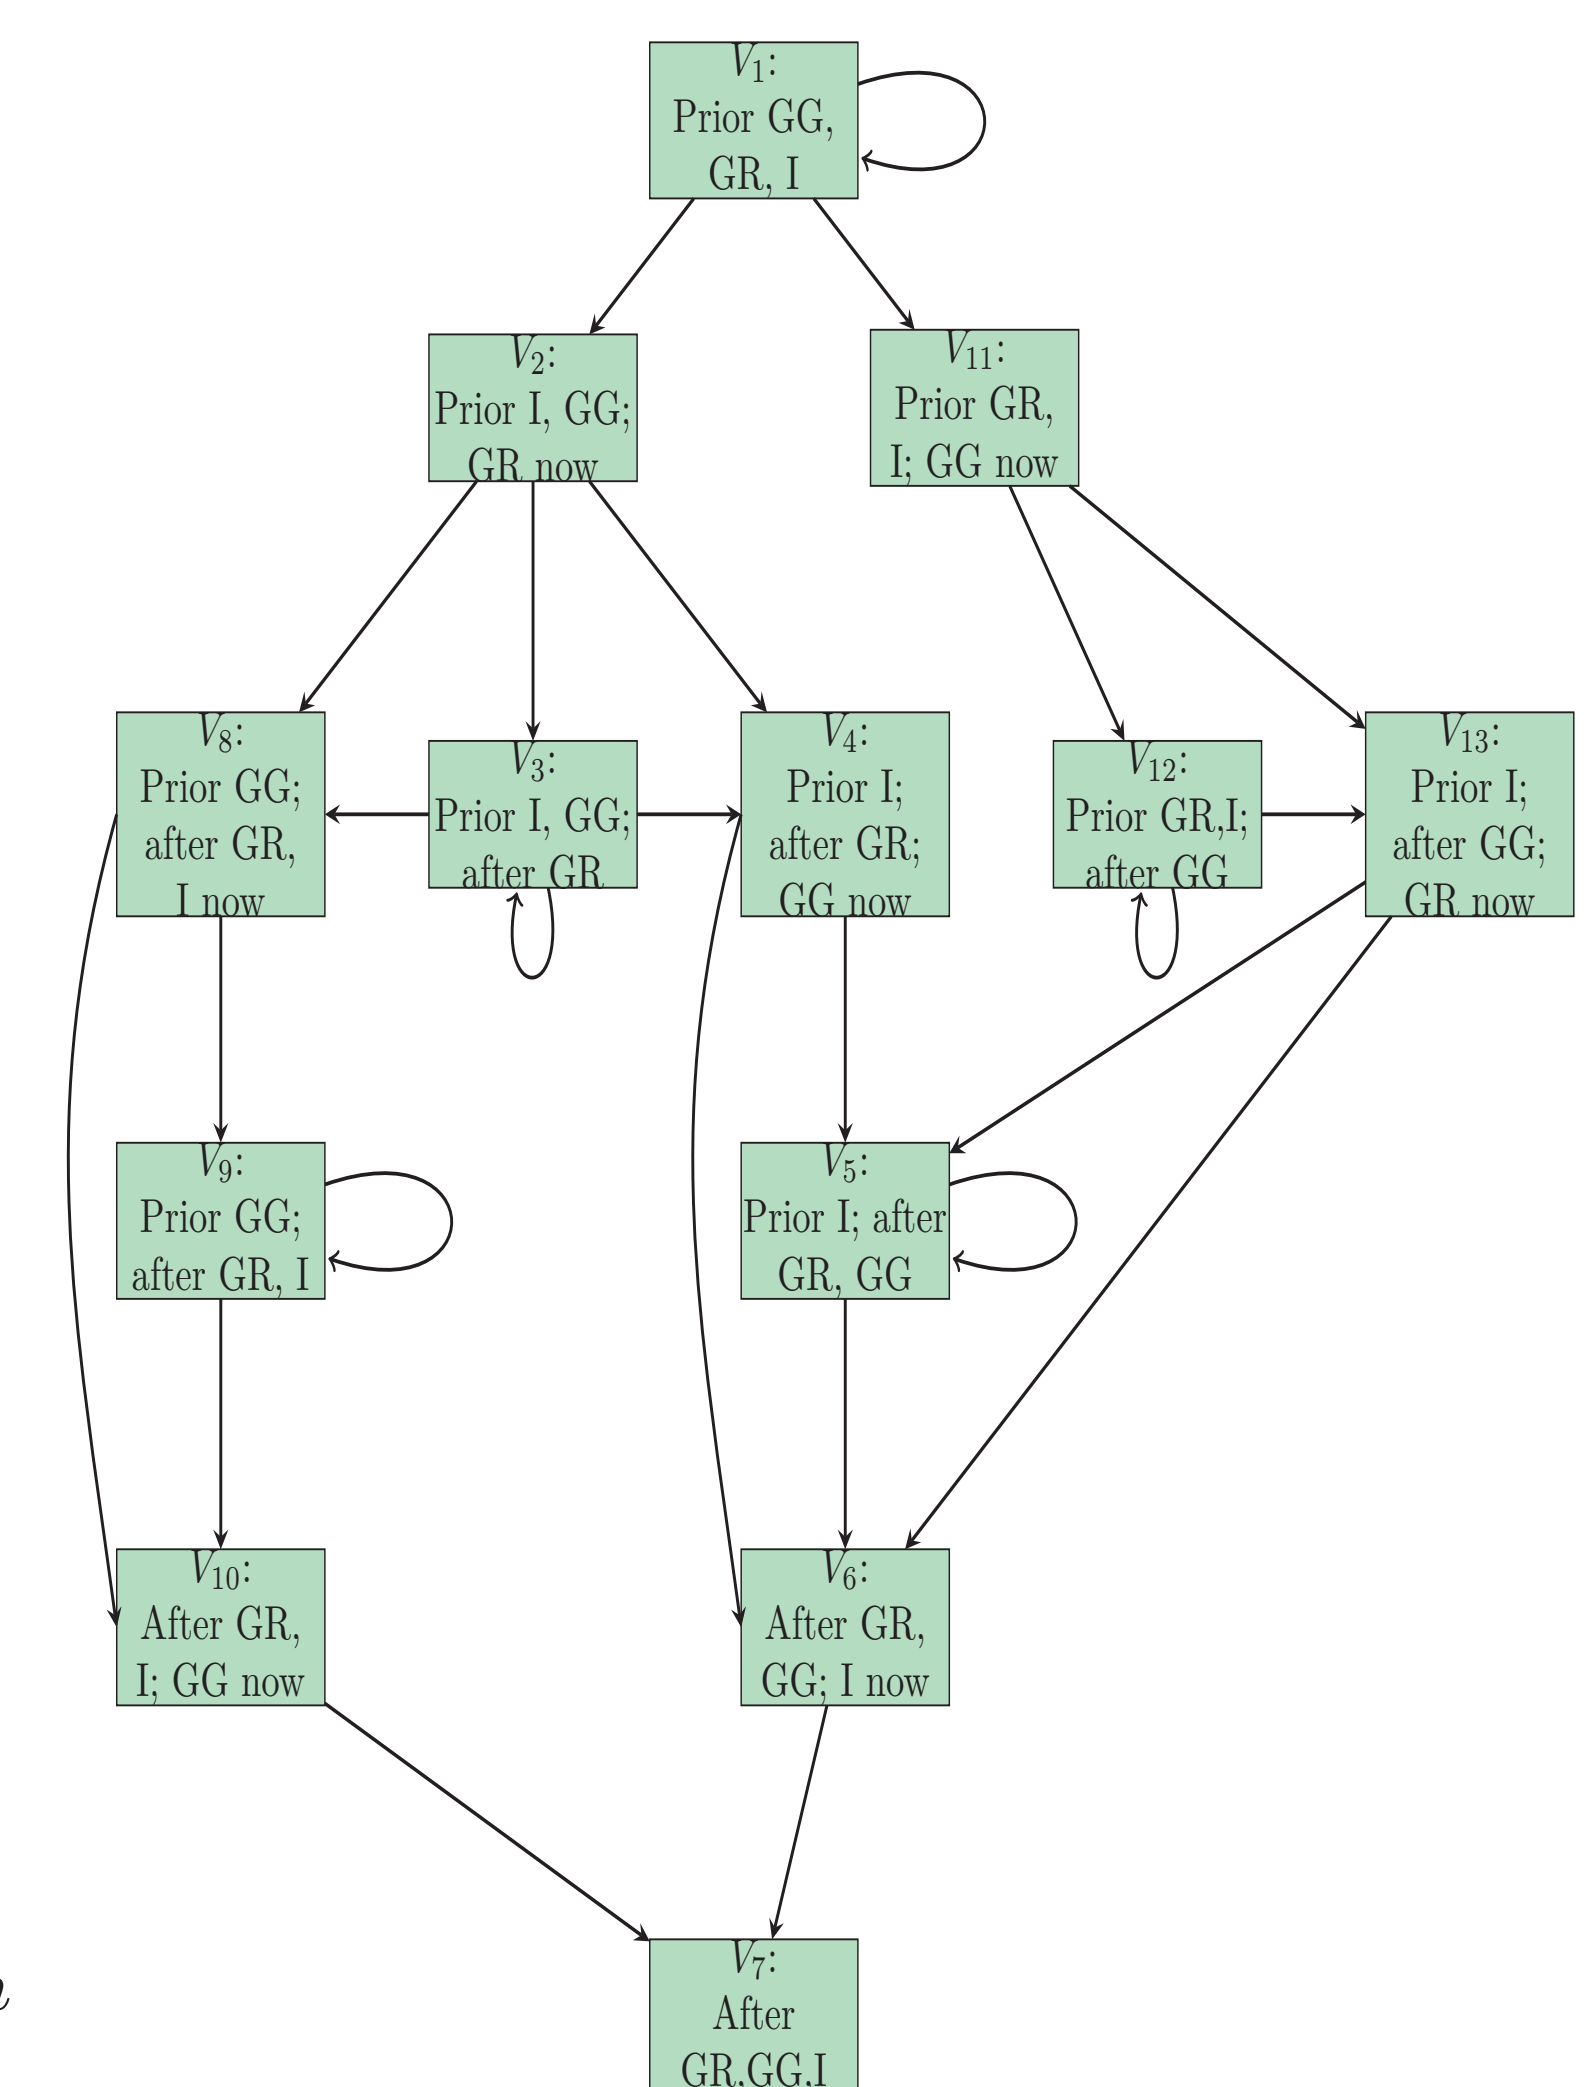 V1:
Prior GG,
GR, I
V2:
Prior I, GG;
GR now
V11:
Prior GR,
I; GG now
V8:
Prior GG;
after GR,
I now
V3:
Prior I, GG;
after GR
V4:
Prior I;
after GR;
GG now
V12:
Prior GR,I;
after GG
V13:
Prior I;
after GG;
GR now
V9:
Prior GG;
after GR, I
V5:
Prior I; after
GR, GG
V10:
After GR,
I; GG now
V6:
After GR,
GG; I now
V7:
After
GR,GG,I